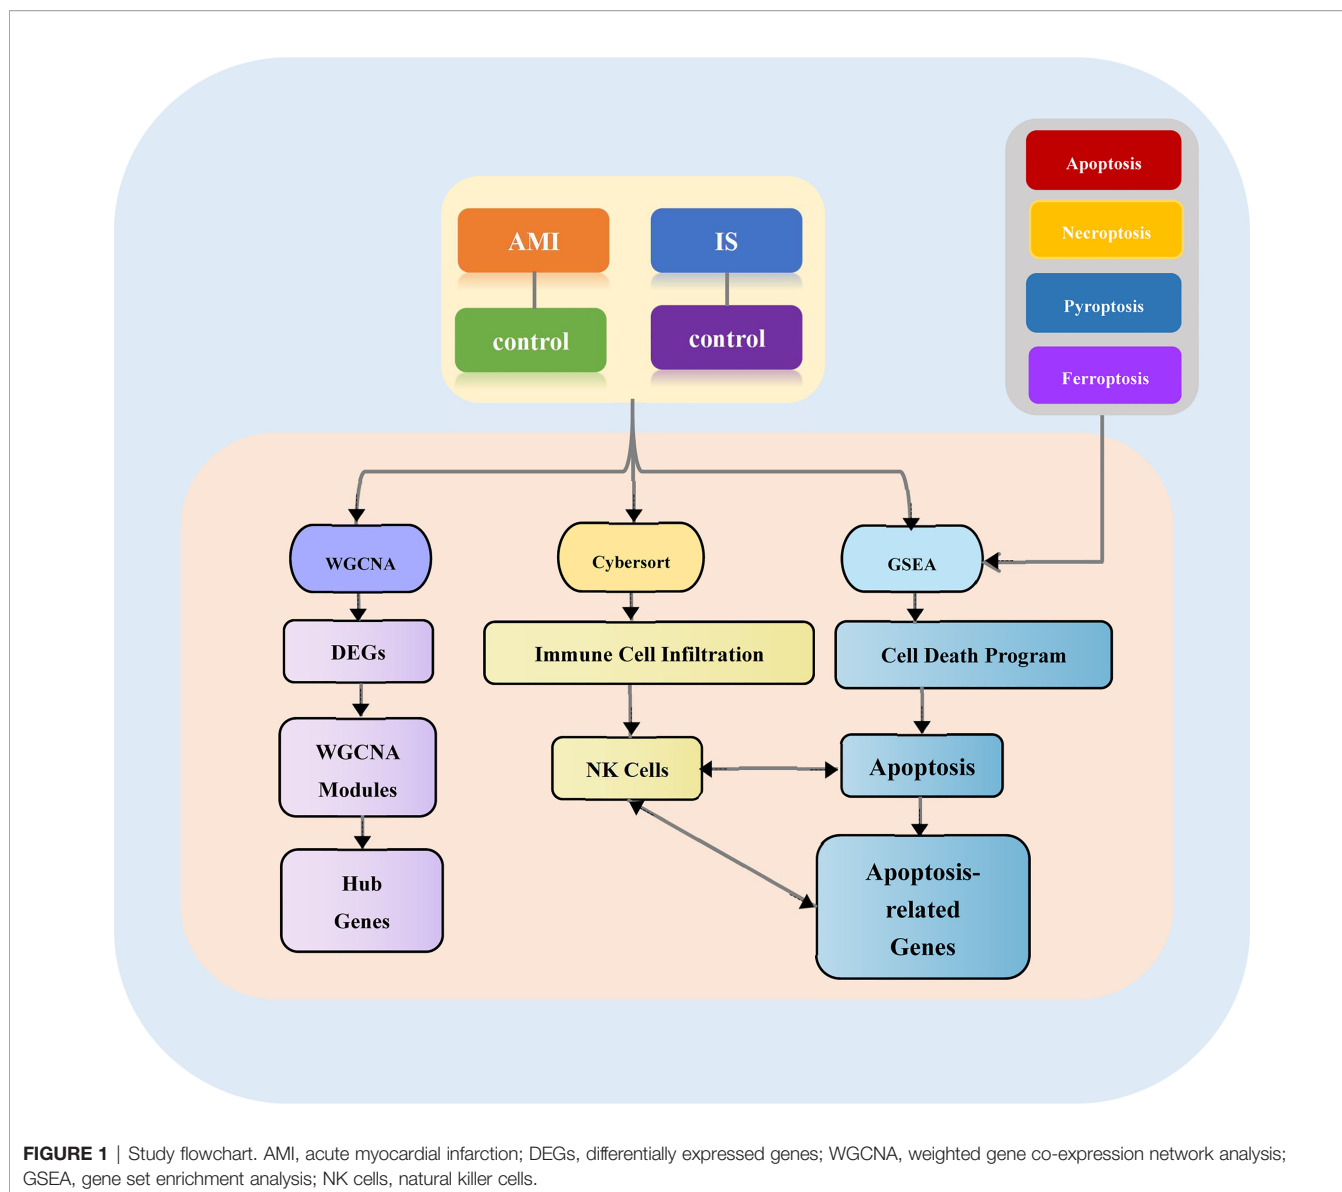 Apoptosis
Necroptosis
Pyroptosis
Ferroptosis
AMI
IS
control
control
WGCNA
Cybersort
GSEA
DEGs
Immune Cell Infiltration
Cell Death Program
WGCNA
Modules
NK Cells
Apoptosis
Hub
Genes
Apoptosis-
related
Genes
FIGURE 1 | Study flowchart. AMI, acute myocardial infarction; DEGs, differentially expressed genes; WGCNA, weighted gene co-expression network analysis;
GSEA, gene set enrichment analysis; NK cells, natural killer cells.